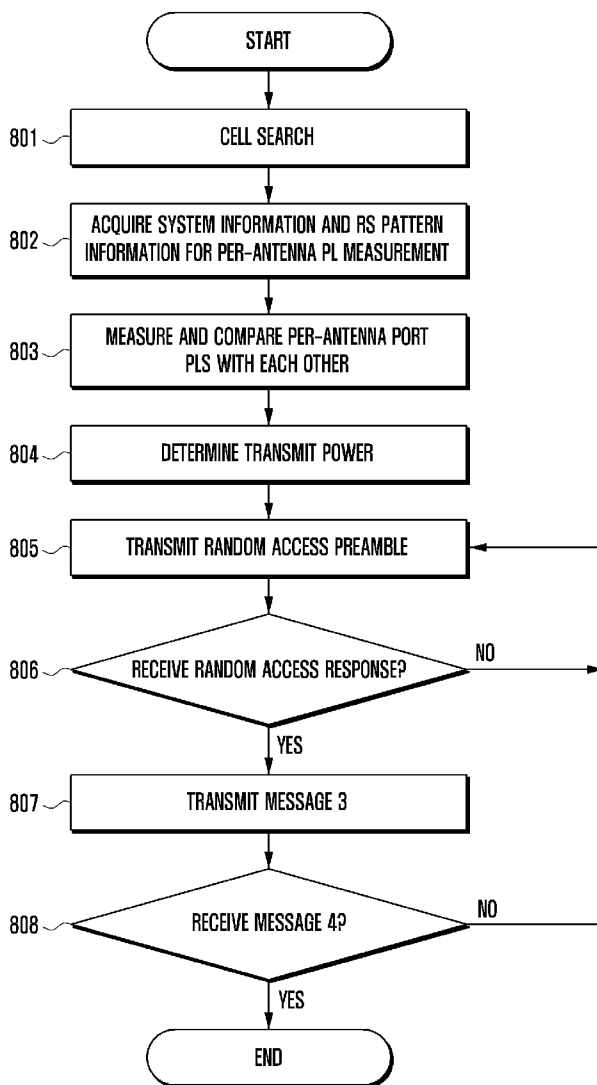 START
801
CELL SEARCH
802
ACQUIRE SYSTEM INFORMATION AND RS PATTERN
INFORMATION FOR PER-ANTENNA PL MEASUREMENT
803
MEASURE AND COMPARE PER-ANTENNA PORT
PLS WITH EACH OTHER
804
DETERMINE TRANSMIT POWER
805
TRANSMIT RANDOM ACCESS PREAMBLE
806
RECEIVE RANDOM ACCESS RESPONSE?
NO
YES
807
TRANSMIT MESSAGE 3
808
RECEIVE MESSAGE 4?
NO
YES
END